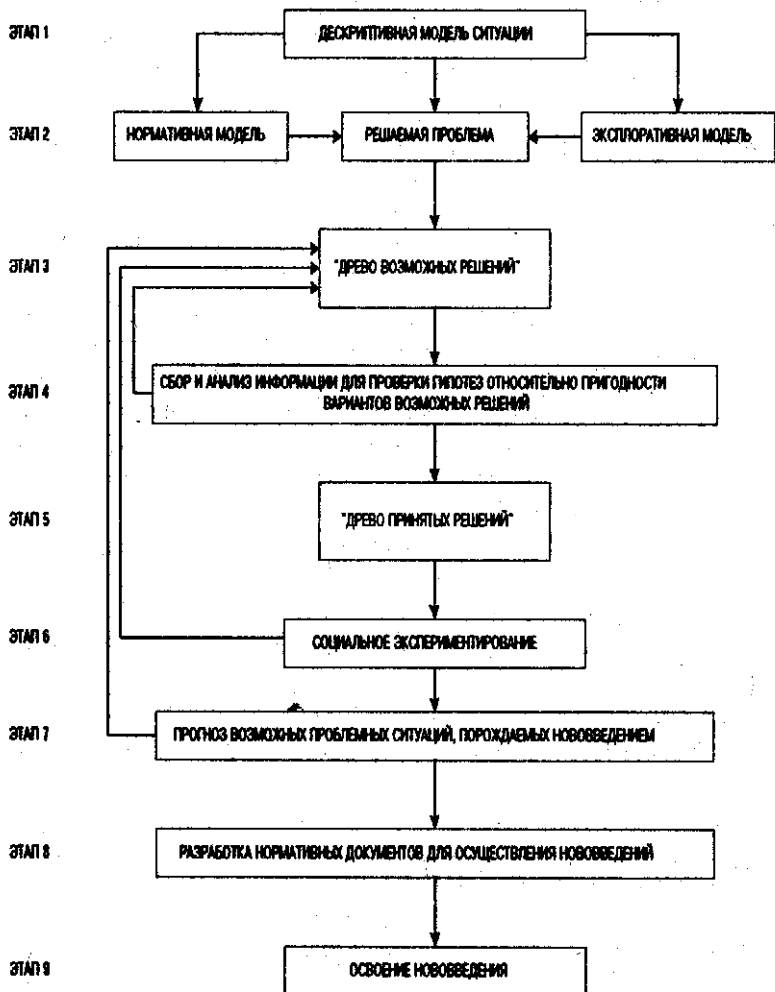 ЭТАП 1
ДЕСКРИПТИВНАЯ МОДЕЛЬ СИТУАЦИИ
ЭТАП 2
НОРМАТИВНАЯ МОДЕЛЬ
РЕШАЕМАЯ ПРОБЛЕМА
ЭКСПЛОРАТИВНАЯ МОДЕЛЬ
ЭТАП 3
"ДРЕВО ВОЗМОЖНЫХ РЕШЕНИЙ"
ЭТАП 4
СБОР И АНАЛИЗ ИНФОРМАЦИИ ДЛЯ ПРОВЕРКИ ГИПОТЕЗ ОТНОСИТЕЛЬНО ПРИГОДНОСТИ
ВАРИАНТОВ ВОЗМОЖНЫХ РЕШЕНИЙ
ЭТАП 5
"ДРЕВО ПРИНЯТЫХ РЕШЕНИЙ"
ЭТАП 6
СОЦИАЛЬНОЕ ЭКСПЕРИМЕНТИРОВАНИЕ
ЭТАП 7
ПРОГНОЗ ВОЗМОЖНЫХ ПРОБЛЕМНЫХ СИТУАЦИЙ, ПОРОЖДАЕМЫХ НОВОВВЕДЕНИЕМ
ЭТАП 8
РАЗРАБОТКА НОРМАТИВНЫХ ДОКУМЕНТОВ ДЛЯ ОСУЩЕСТВЛЕНИЯ НОВОВВЕДЕНИЙ
ЭТАП 9
ОСВОЕНИЕ НОВОВВЕДЕНИЯ